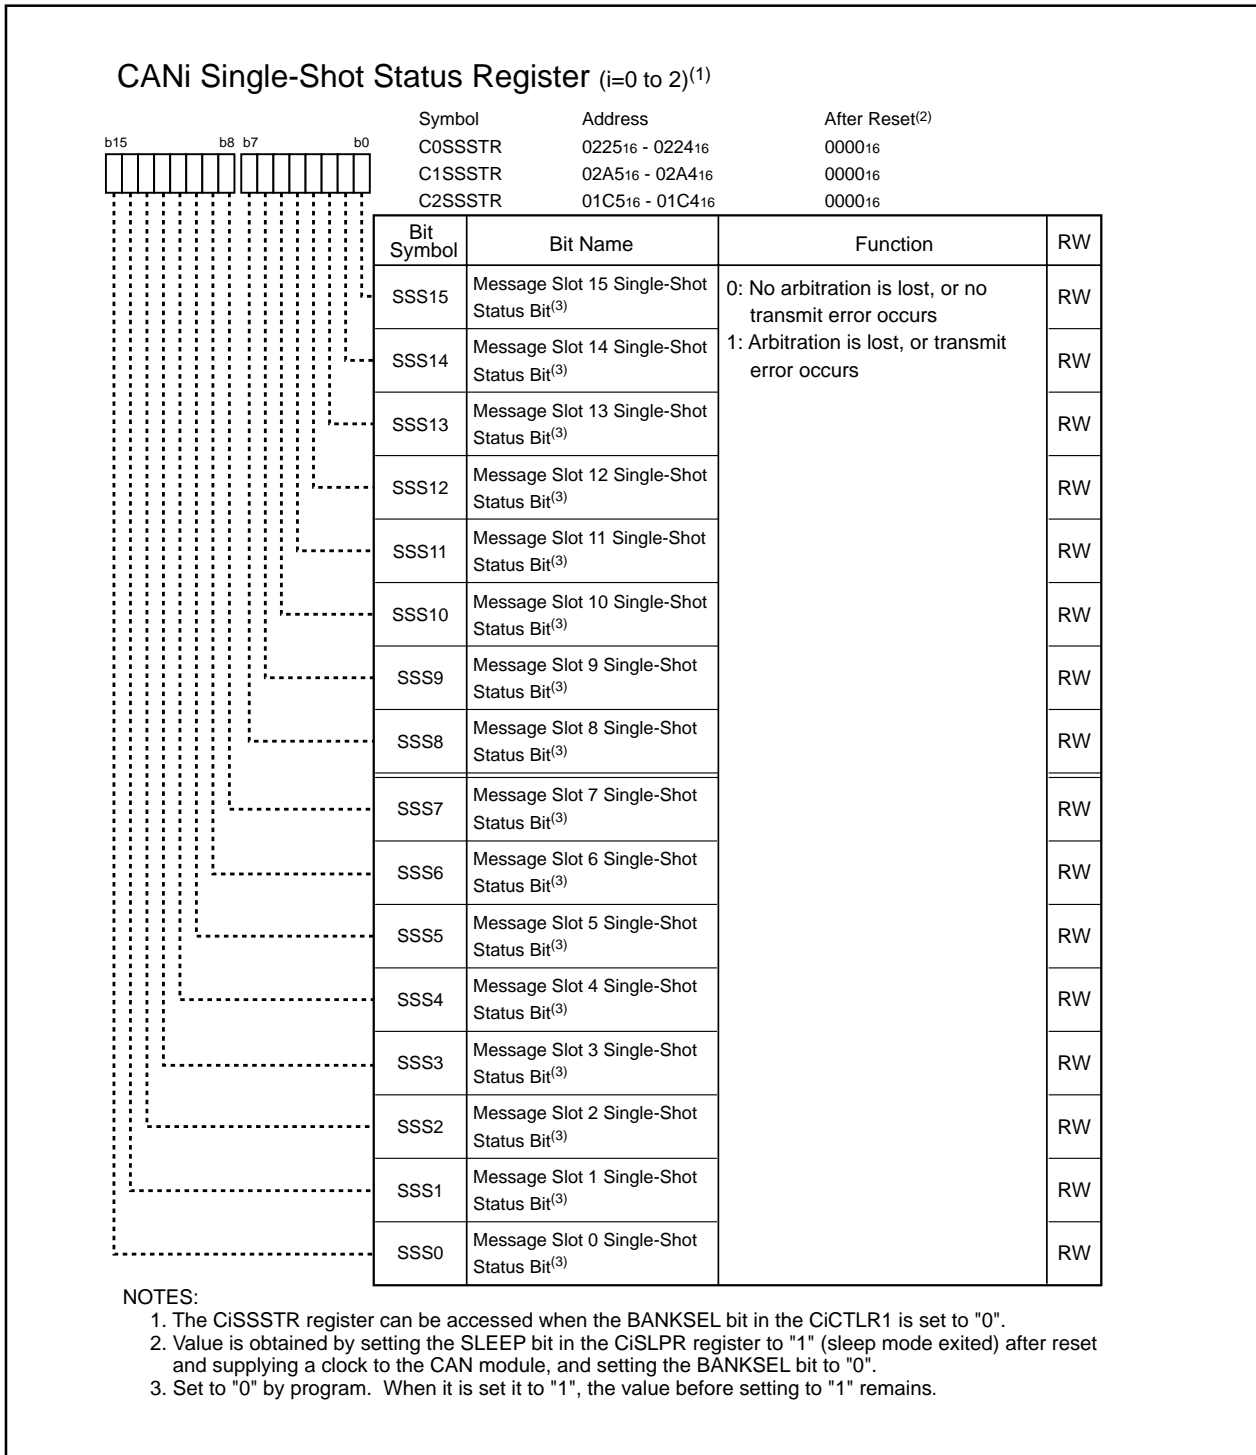 CANi Single-Shot Status Register (i=0 to 2)(1)
Symbol Address After Reset(2)
b15 b8 b7 b0
C0SSSTR 022516 - 022416 000016
C1SSSTR 02A516 - 02A416 000016
C2SSSTR 01C516 - 01C416 000016
Bit Symbol Bit Name Function RW
SSS15 Message Slot 15 Single-Shot Status Bit(3) RW
0: No arbitration is lost, or no
transmit error occurs
1: Arbitration is lost, or transmit
error occurs
SSS14 Message Slot 14 Single-Shot Status Bit(3) RW
SSS13 Message Slot 13 Single-Shot Status Bit(3) RW
SSS12 Message Slot 12 Single-Shot Status Bit(3) RW
SSS11 Message Slot 11 Single-Shot Status Bit(3) RW
SSS10 Message Slot 10 Single-Shot Status Bit(3) RW
SSS9 Message Slot 9 Single-Shot Status Bit(3) RW
SSS8 Message Slot 8 Single-Shot Status Bit(3) RW
SSS7 Message Slot 7 Single-Shot Status Bit(3) RW
SSS6 Message Slot 6 Single-Shot Status Bit(3) RW
SSS5 Message Slot 5 Single-Shot Status Bit(3) RW
SSS4 Message Slot 4 Single-Shot Status Bit(3) RW
SSS3 Message Slot 3 Single-Shot Status Bit(3) RW
SSS2 Message Slot 2 Single-Shot Status Bit(3) RW
SSS1 Message Slot 1 Single-Shot Status Bit(3) RW
SSS0 Message Slot 0 Single-Shot Status Bit(3) RW
NOTES:
1. The CiSSSTR register can be accessed when the BANKSEL bit in the CiCTLR1 is set to "0".
2. Value is obtained by setting the SLEEP bit in the CiSLPR register to "1" (sleep mode exited) after reset
and supplying a clock to the CAN module, and setting the BANKSEL bit to "0".
3. Set to "0" by program. When it is set it to "1", the value before setting to "1" remains.